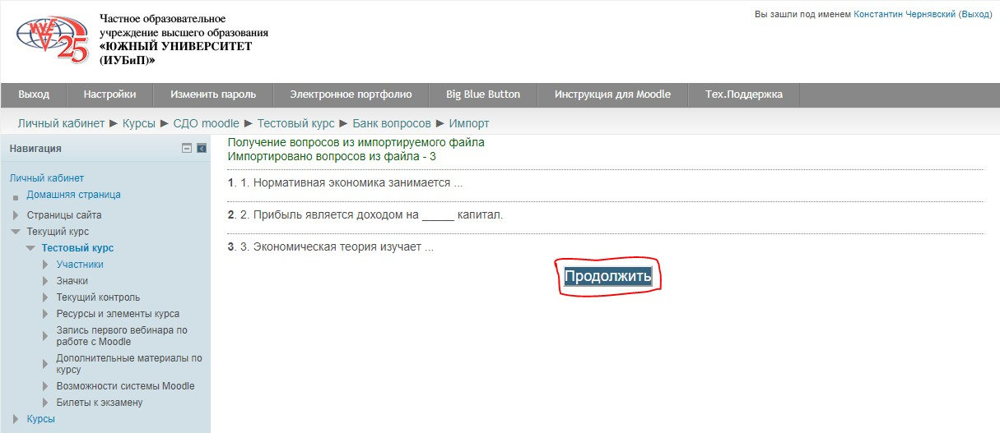 ИУБиП
25
Частное образовательное
учреждение высшего образования
«ЮЖНЫЙ УНИВЕРСИТЕТ
(ИУБиП)»
Вы зашли под именем Константин Чернявский (Выход)
Выход Настройки Изменить пароль Электронное портфолио Big Blue Button Инструкция для Moodle Тех.Поддержка
Личный кабинет ► Курсы ► СДО moodle ► Тестовый курс ► Банк вопросов ► Импорт
Навигация
Личный кабинет
Домашняя страница
Страницы сайта
Текущий курс
Тестовый курс
Участники
Значки
Текущий контроль
Ресурсы и элементы курса
Запись первого вебинара по
работе с Moodle
Дополнительные материалы по
курсу
Возможности системы Moodle
Билеты к экзамену
Курсы
Получение вопросов из импортируемого файла
Импортировано вопросов из файла - 3
1. 1. Нормативная экономика занимается ...
2. 2. Прибыль является доходом на _____ капитал.
3. 3. Экономическая теория изучает ...
Продолжить